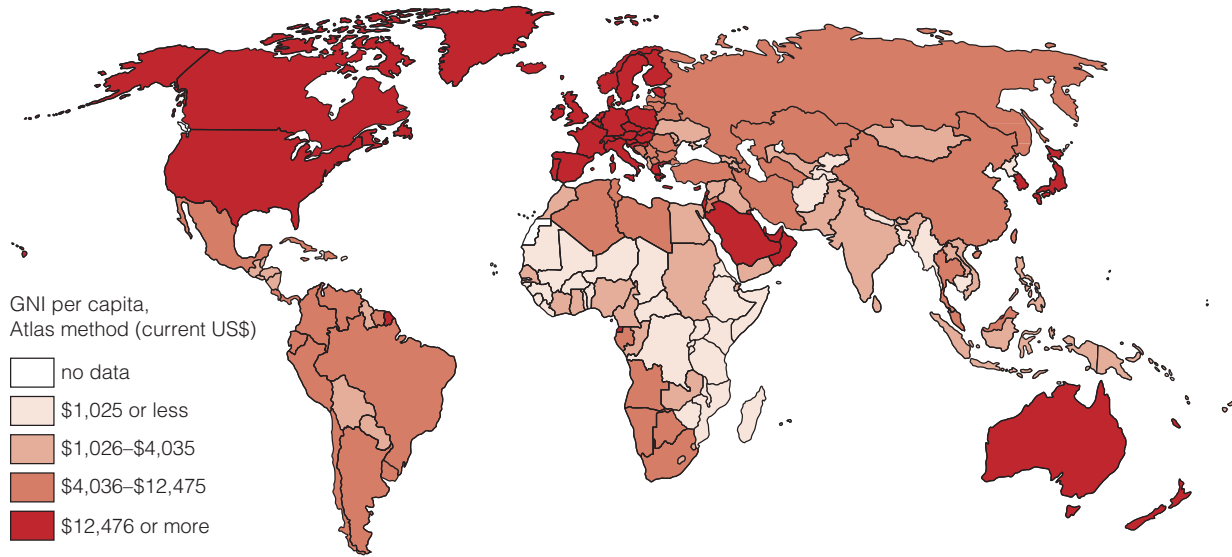 GNI per capita,
Atlas method (current US$)
no data
$1,025 or less
$1,026–$4,035
$4,036–$12,475
$12,476 or more